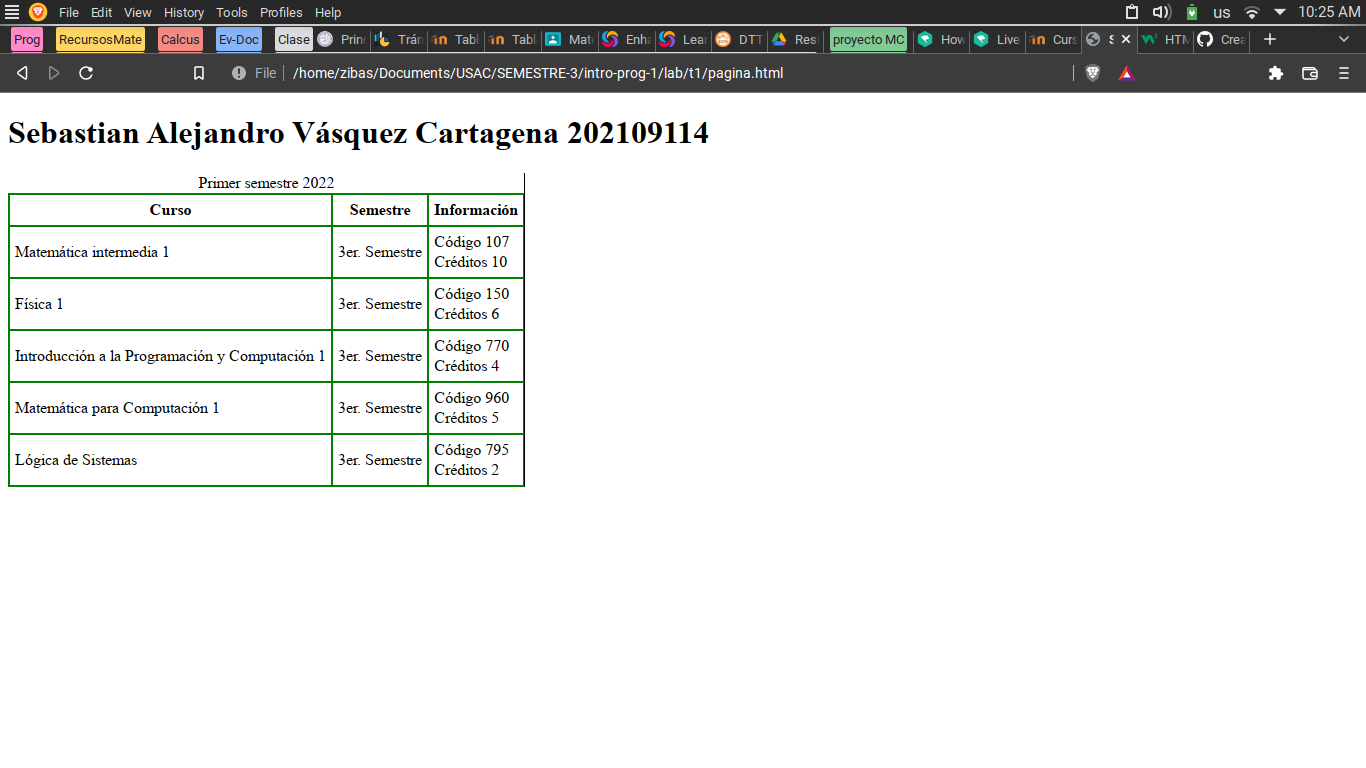 File Edit View History Tools Profiles Help us 10:25 AM
Prog RecursosMate Calcus Ev-Doc Clase Prin Trán Tabl Tabl Mate Enha Lear DTT Res proyecto MC How Live Curs S HTM Crea
File /home/zibas/Documents/USAC/SEMESTRE-3/intro-prog-1/lab/t1/pagina.html
Sebastian Alejandro Vásquez Cartagena 202109114
Primer semestre 2022
Curso Semestre Información
Matemática intermedia 1 3er. Semestre Código 107
Créditos 10
Física 1 3er. Semestre Código 150
Créditos 6
Introducción a la Programación y Computación 1 3er. Semestre Código 770
Créditos 4
Matemática para Computación 1 3er. Semestre Código 960
Créditos 5
Lógica de Sistemas 3er. Semestre Código 795
Créditos 2